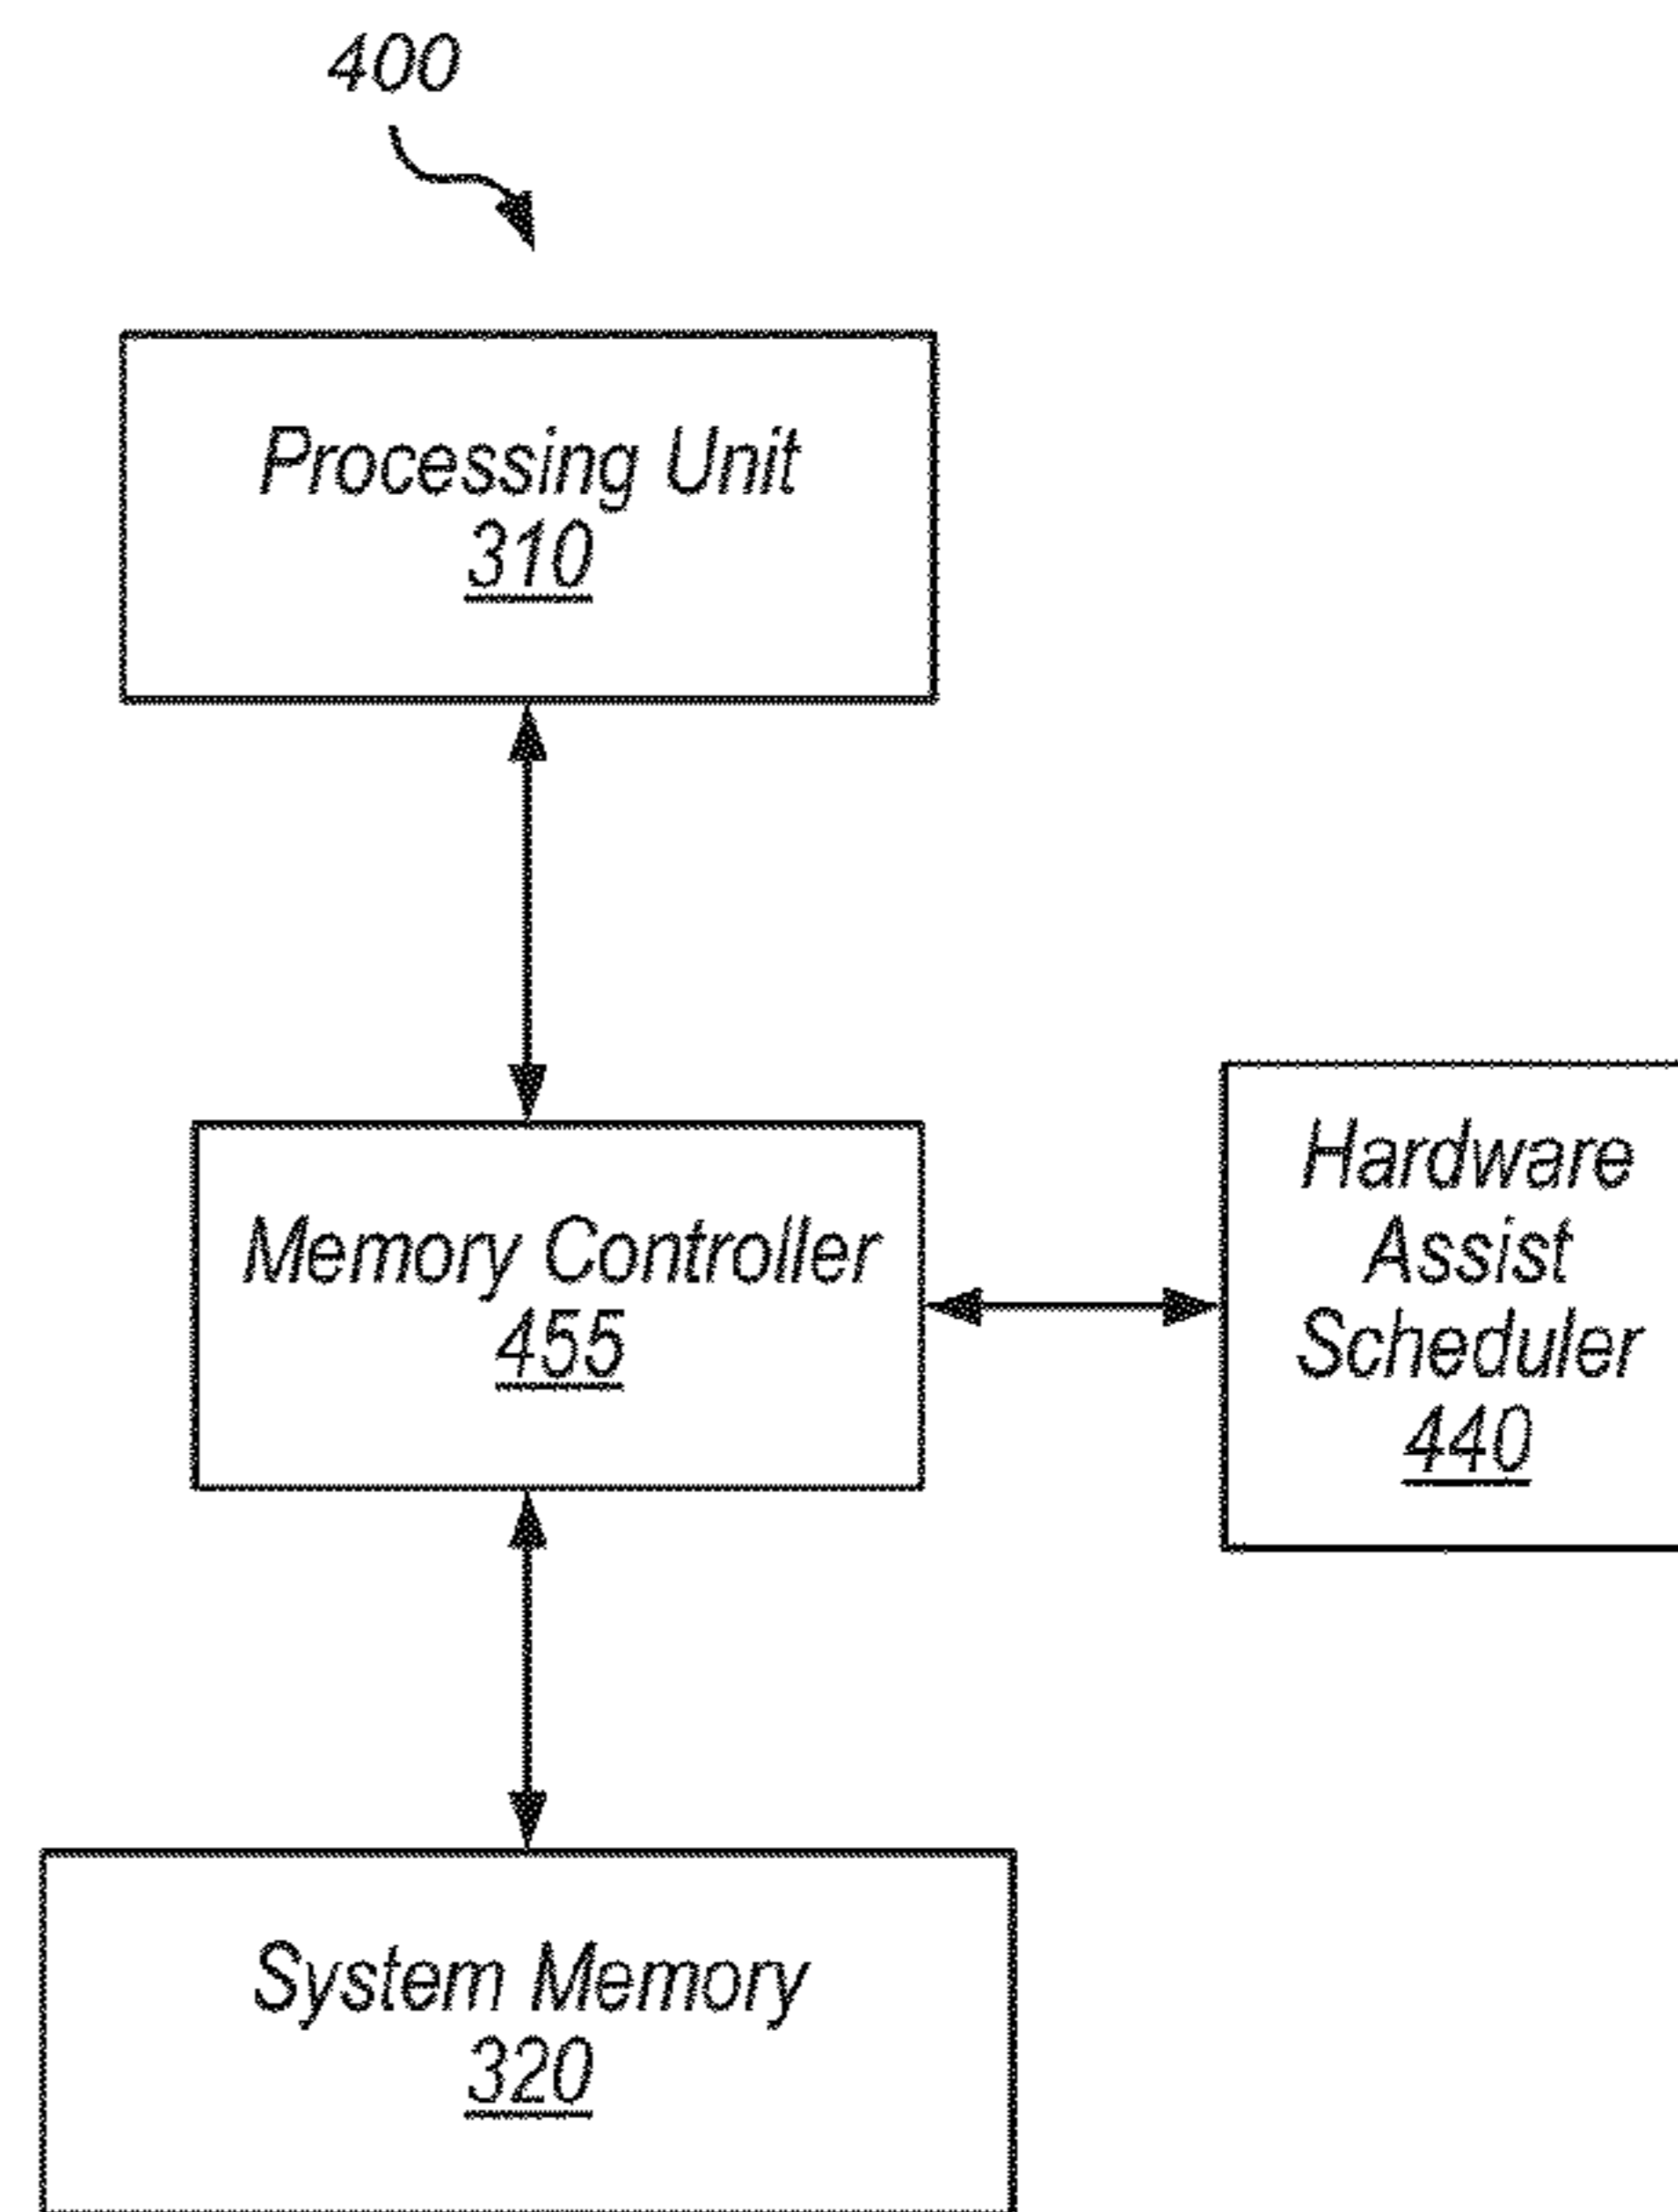 400
Processing Unit
310
Memory Controller
455
Hardware
Assist
Scheduler
440
System Memory
320